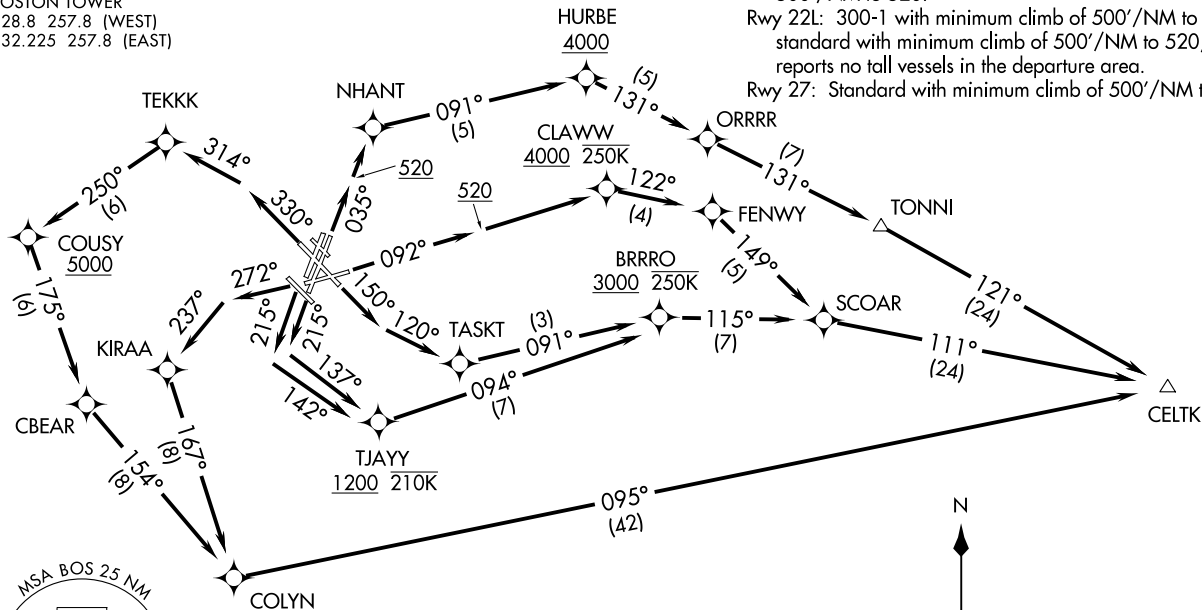 OSTON TOWER
28.8 257.8 (WEST)
32.225 257.8 (EAST)
Rwy 22L: 300-1 with minimum climb of 500'/NM to
standard with minimum climb of 500'/NM to 520,
reports no tall vessels in the departure area.
Rwy 27: Standard with minimum climb of 500'/NM t
HURBE
4000
TEKKK
NHANT
091°
(5)
(5)
131°
ORRRR
CLAWW
4000 250K
314°
520
520
(7)
131°
250°
(6)
330°
035°
122°
(4)
FENWY
TONNI
COUSY
5000
092°
BRRRO
3000 250K
149°
(5)
272°
150°
121°
(24)
175°
(6)
237°
215°
215°
120°
TASKT
(3)
091°
115°
(7)
SCOAR
KIRAA
111°
(24)
137°
142°
094°
(7)
CELTK
CBEAR
167°
(8)
154°
(8)
TJAYY
1200 210K
095°
(42)
N
MSA BOS 25 NM
COLYN